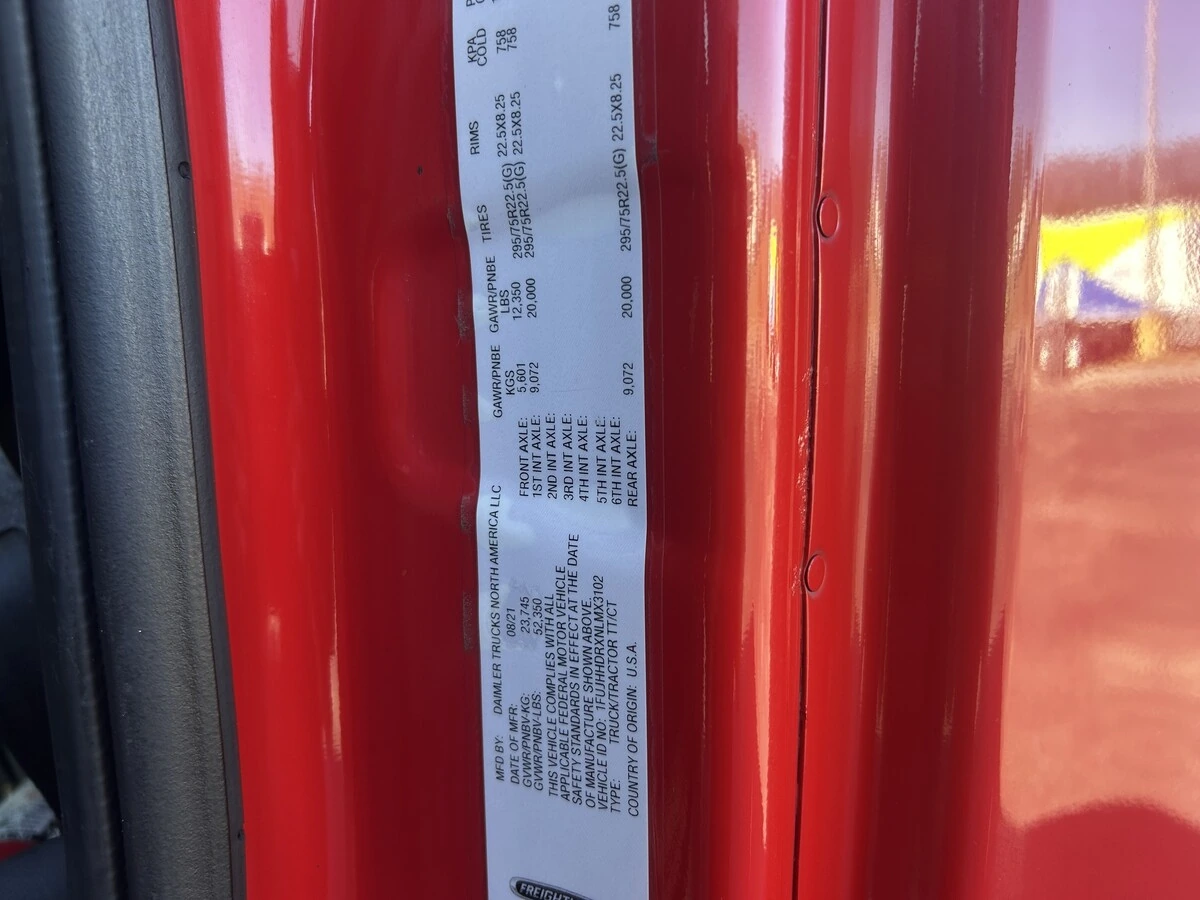 FREIGHTL
MFD BY: DAIMLER TRUCKS NORTH AMERICA LLC
DATE OF MFR: 08/21
GVWR/PNBV-KG: 23,745
GVWR/PNBV-LBS: 52,350
THIS VEHICLE COMPLIES WITH ALL
APPLICABLE FEDERAL MOTOR VEHICLE
SAFETY STANDARDS IN EFFECT AT THE DATE
OF MANUFACTURE SHOWN ABOVE.
VEHICLE ID NO: 1FUJHHDRXNLMX3102
TYPE: TRUCK/TRACTOR TT/CT
COUNTRY OF ORIGIN: U.S.A.
GAWR/PNBE GAWR/PNBE TIRES RIMS KPA
KGS LBS COLD
FRONT AXLE: 5,601 12,350 295/75R22.5(G) 22.5X8.25 758
1ST INT AXLE: 9,072 20,000 295/75R22.5(G) 22.5X8.25 758
2ND INT AXLE:
3RD INT AXLE:
4TH INT AXLE:
5TH INT AXLE:
6TH INT AXLE:
REAR AXLE: 9,072 20,000 295/75R22.5(G) 22.5X8.25 758